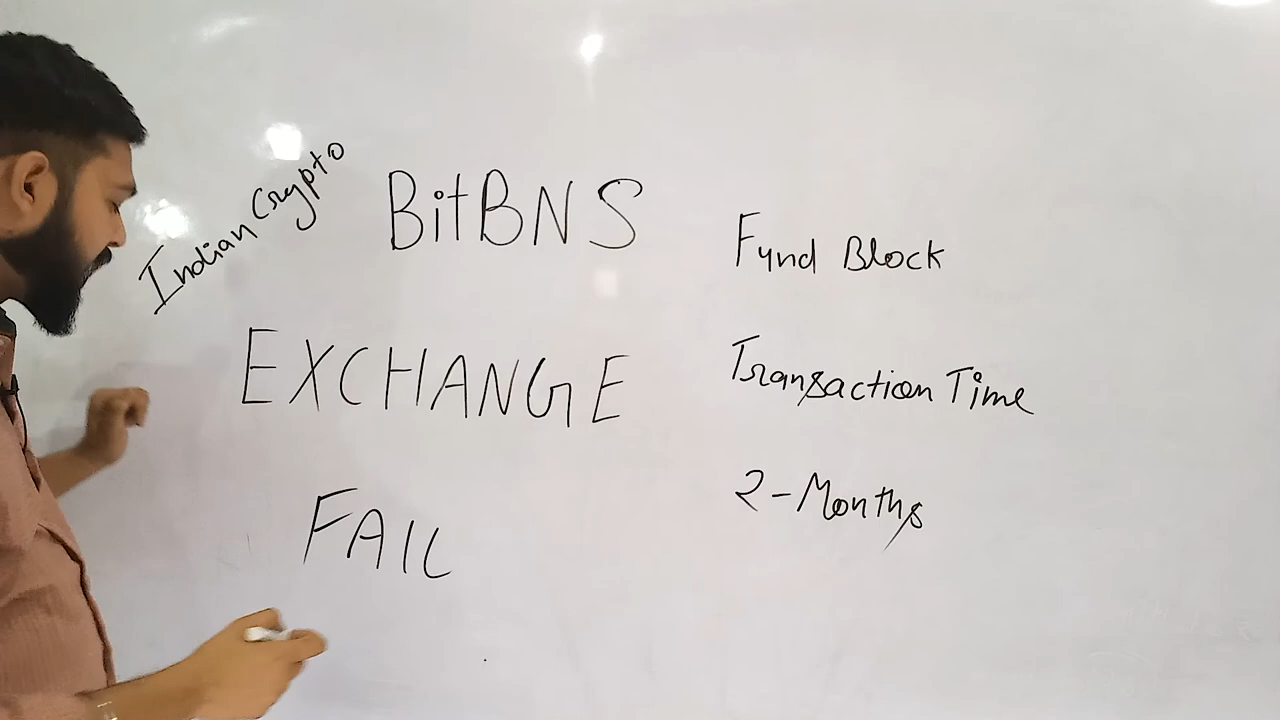 Indian Crypto
BitBNS
EXCHANGE
FAIL
Fund Block
Transaction Time
2-Months